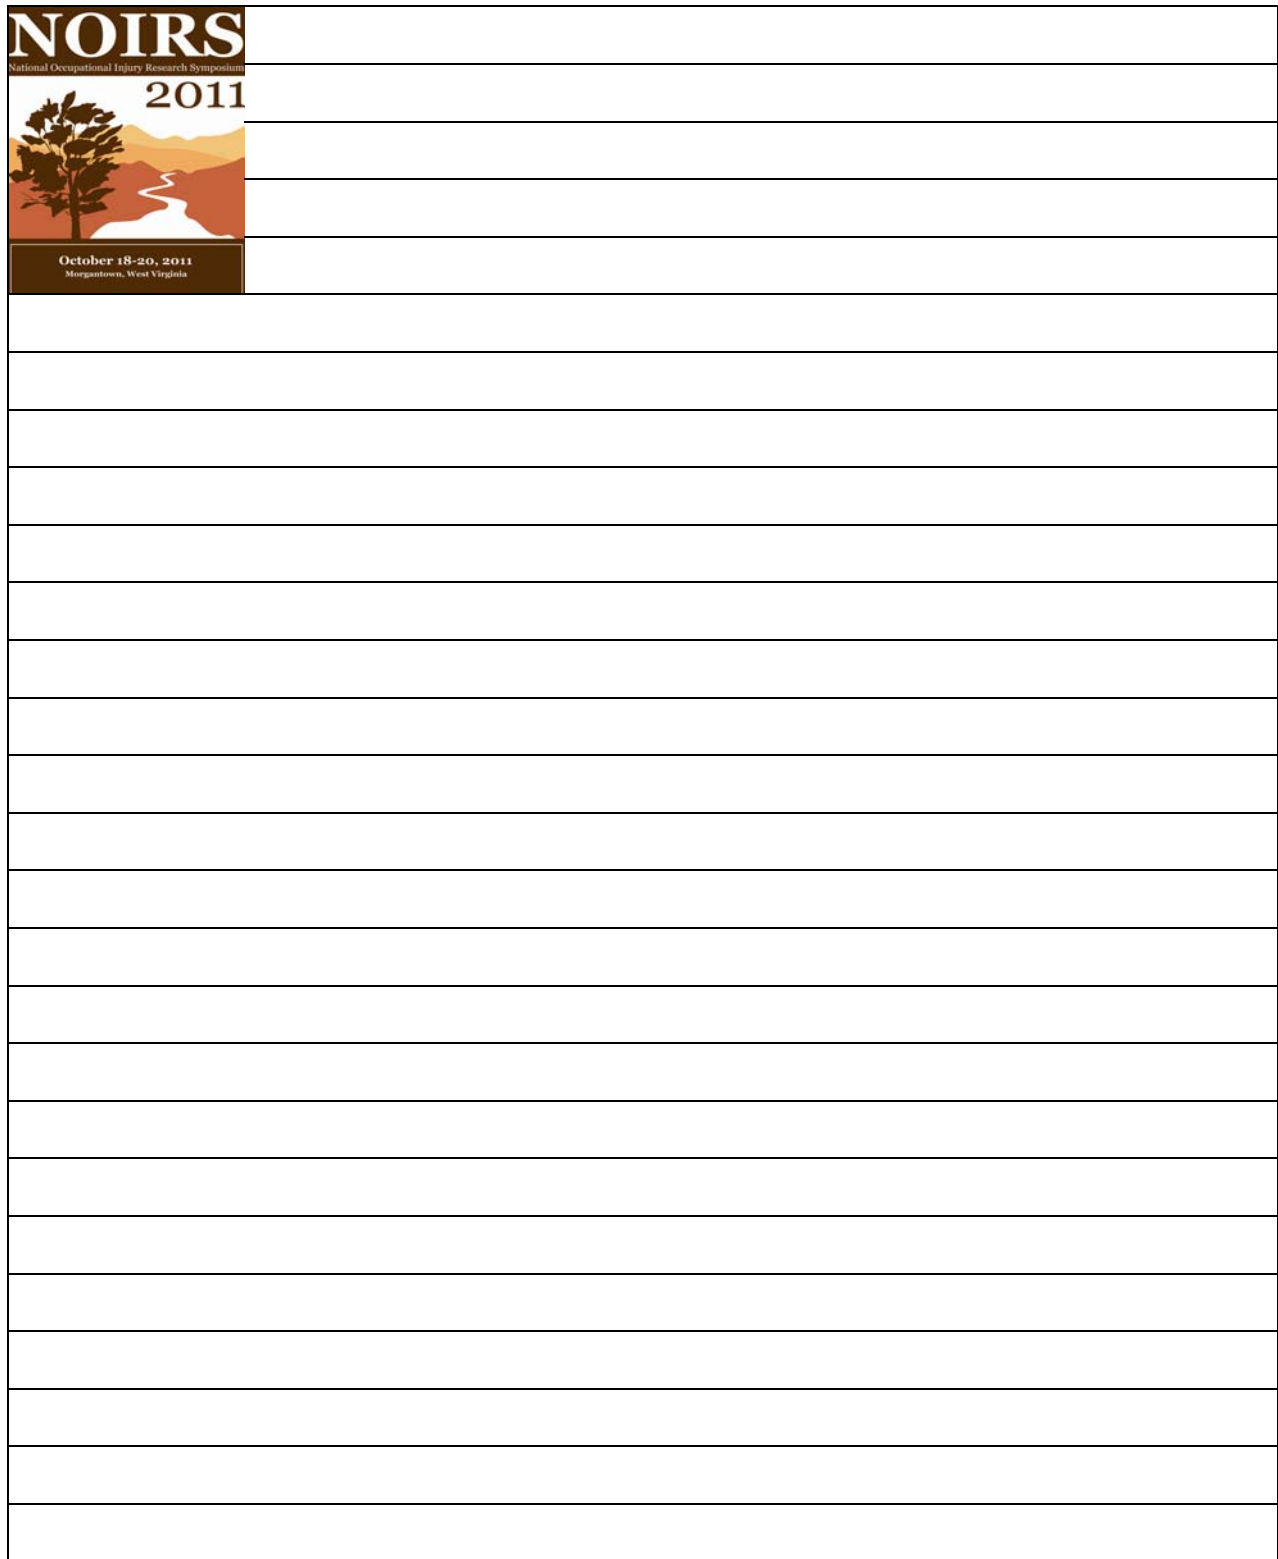 NOIRS
National Occupational Injury Research Symposium
2011
October 18-20, 2011
Morgantown, West Virginia